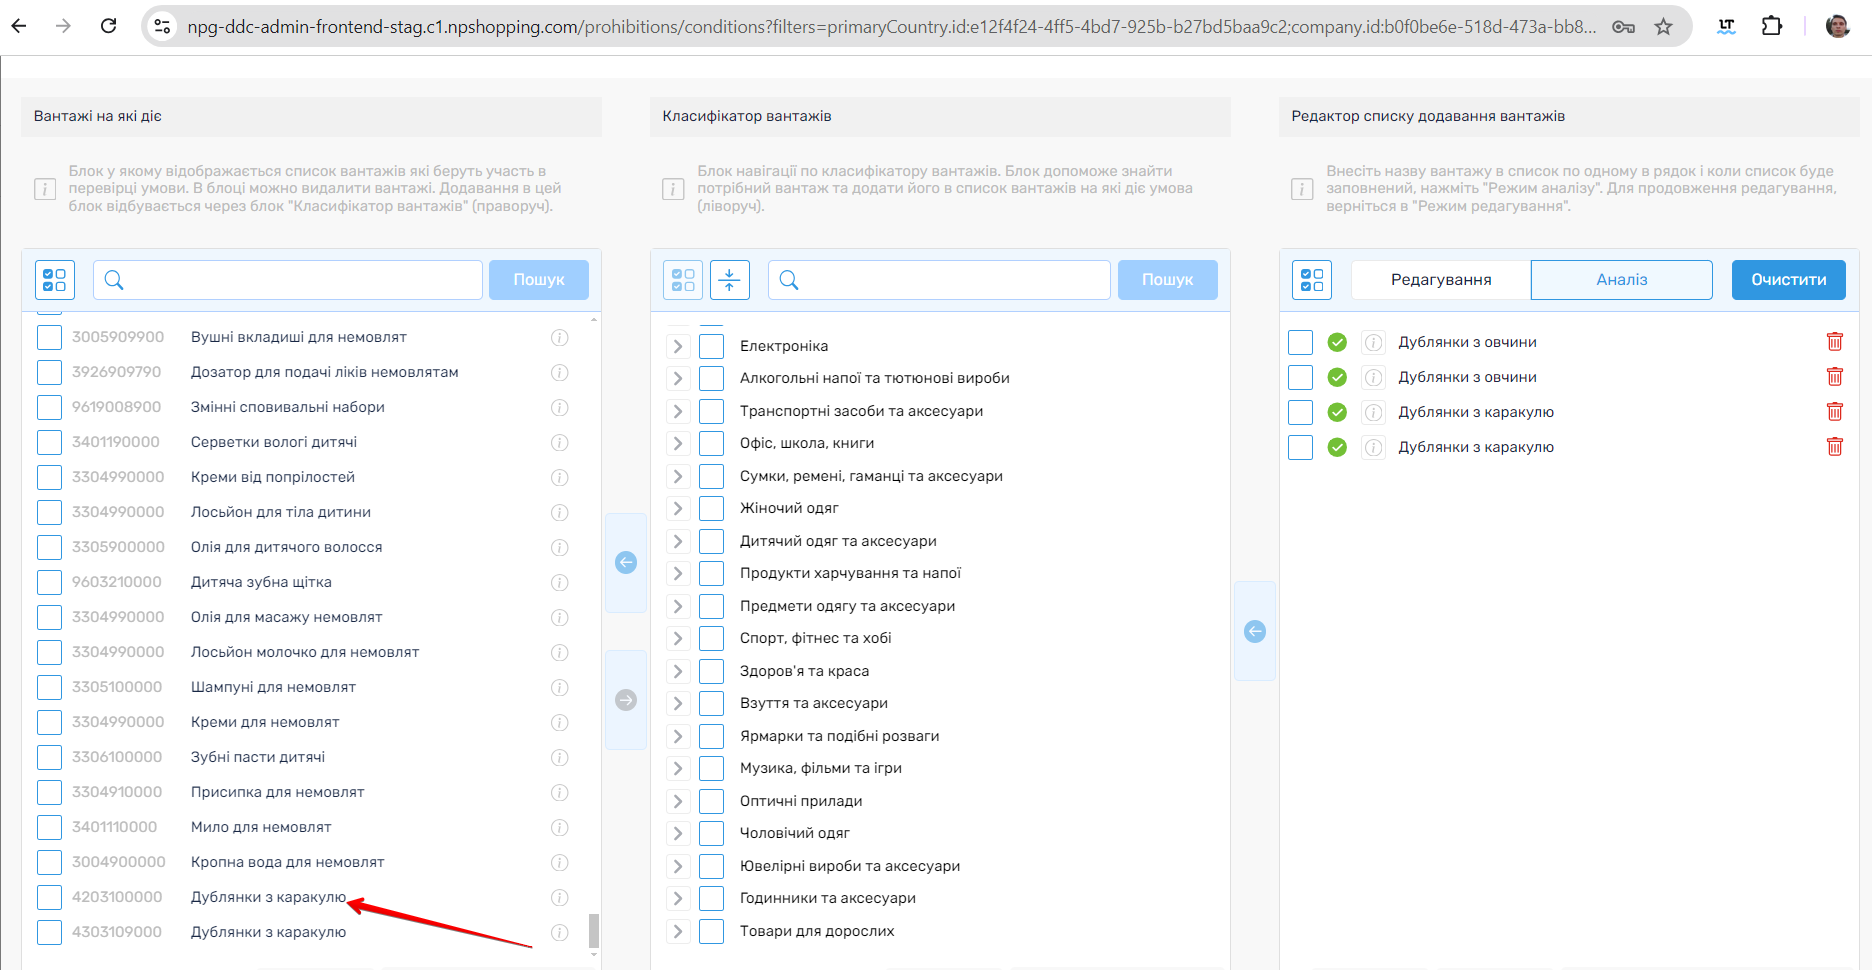 npg-ddc-admin-frontend-stag.c1.npshopping.com/prohibitions/conditions?filters=primaryCountry.id:e12f4f24-4ff5-4bd7-925b-b27bd5baa9c2;company.id:b0f0be6e-518d-473a-bb8...
LT
Вантажі на які діє
Блок у якому відображається список вантажів які беруть участь в
перевірці умови. В блоці можно видалити вантажі. Додавання в цей
блок відбувається через блок "Класифікатор вантажів" (праворуч).
Пошук
3005909900 Вушні вкладиші для немовлят
3926909790 Дозатор для подачі ліків немовлятам
9619008900 Змінні сповивальні набори
3401190000 Серветки вологі дитячі
3304990000 Креми від попрілостей
3304990000 Лосьйон для тіла дитини
3305900000 Олія для дитячого волосся
9603210000 Дитяча зубна щітка
3304990000 Олія для масажу немовлят
3304990000 Лосьйон молочко для немовлят
3305100000 Шампуні для немовлят
3304990000 Креми для немовлят
3306100000 Зубні пасти дитячі
3304910000 Присипка для немовлят
3401110000 Мило для немовлят
3004900000 Кропна вода для немовлят
4203100000 Дублянки з каракулю
4303109000 Дублянки з каракулю
Класифікатор вантажів
Блок навігації по класифікатору вантажів. Блок допоможе знайти
потрібний вантаж та додати його в список вантажів на які діє умова
(ліворуч).
Пошук
Електроніка
Алкогольні напої та тютюнові вироби
Транспортні засоби та аксесуари
Офіс, школа, книги
Сумки, ремені, гаманці та аксесуари
Жіночий одяг
Дитячий одяг та аксесуари
Продукти харчування та напої
Предмети одягу та аксесуари
Спорт, фітнес та хобі
Здоров'я та краса
Взуття та аксесуари
Ярмарки та подібні розваги
Музика, фільми та ігри
Оптичні прилади
Чоловічий одяг
Ювелірні вироби та аксесуари
Годинники та аксесуари
Товари для дорослих
Редактор списку додавання вантажів
Внесіть назву вантажу в список по одному в рядок і коли список буде
заповнений, нажміть "Режим аналізу". Для продовження редагування,
верніться в "Режим редагування".
Редагування Аналіз Очистити
Дублянки з овчини
Дублянки з овчини
Дублянки з каракулю
Дублянки з каракулю